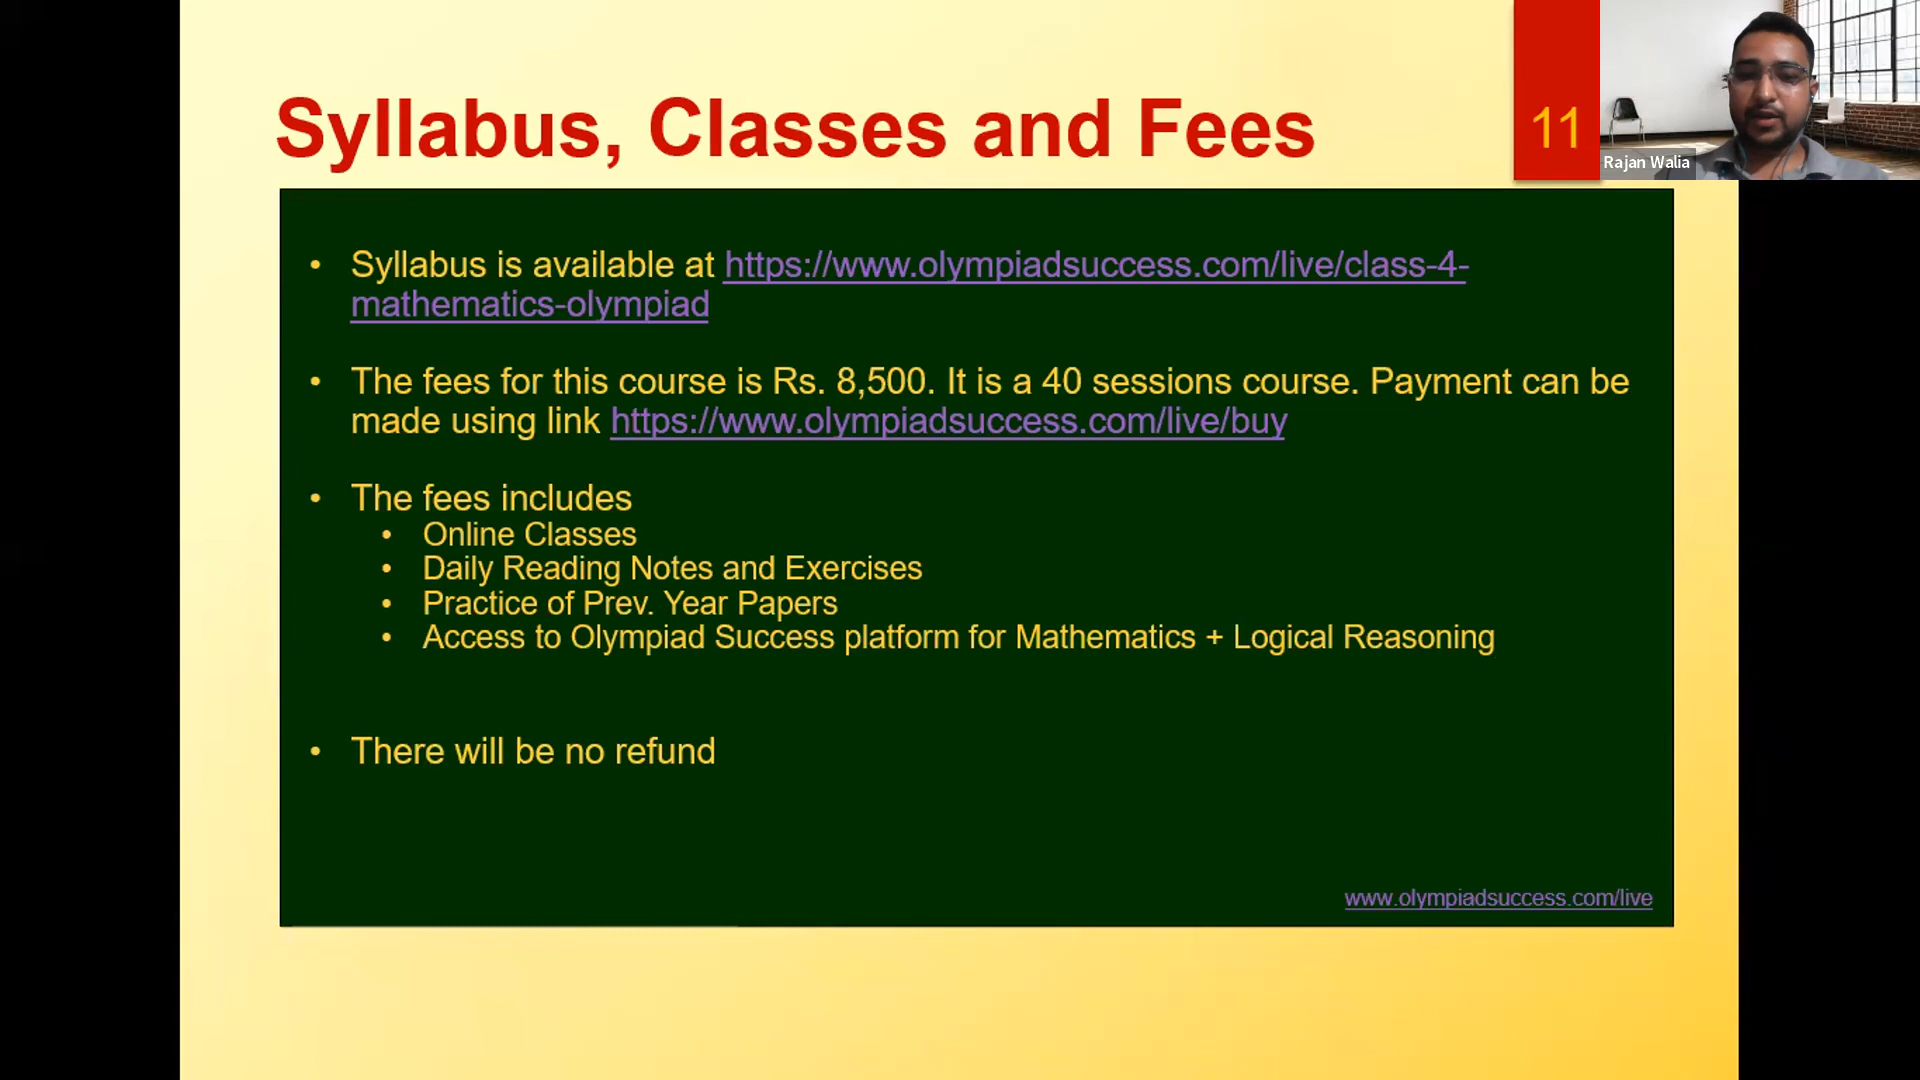 Syllabus, Classes and Fees
11
Rajan Walia
• Syllabus is available at https://www.olympiadsuccess.com/live/class-4-
mathematics-olympiad
• The fees for this course is Rs. 8,500. It is a 40 sessions course. Payment can be
made using link https://www.olympiadsuccess.com/live/buy
• The fees includes
• Online Classes
• Daily Reading Notes and Exercises
• Practice of Prev. Year Papers
• Access to Olympiad Success platform for Mathematics + Logical Reasoning
• There will be no refund
www.olympiadsuccess.com/live